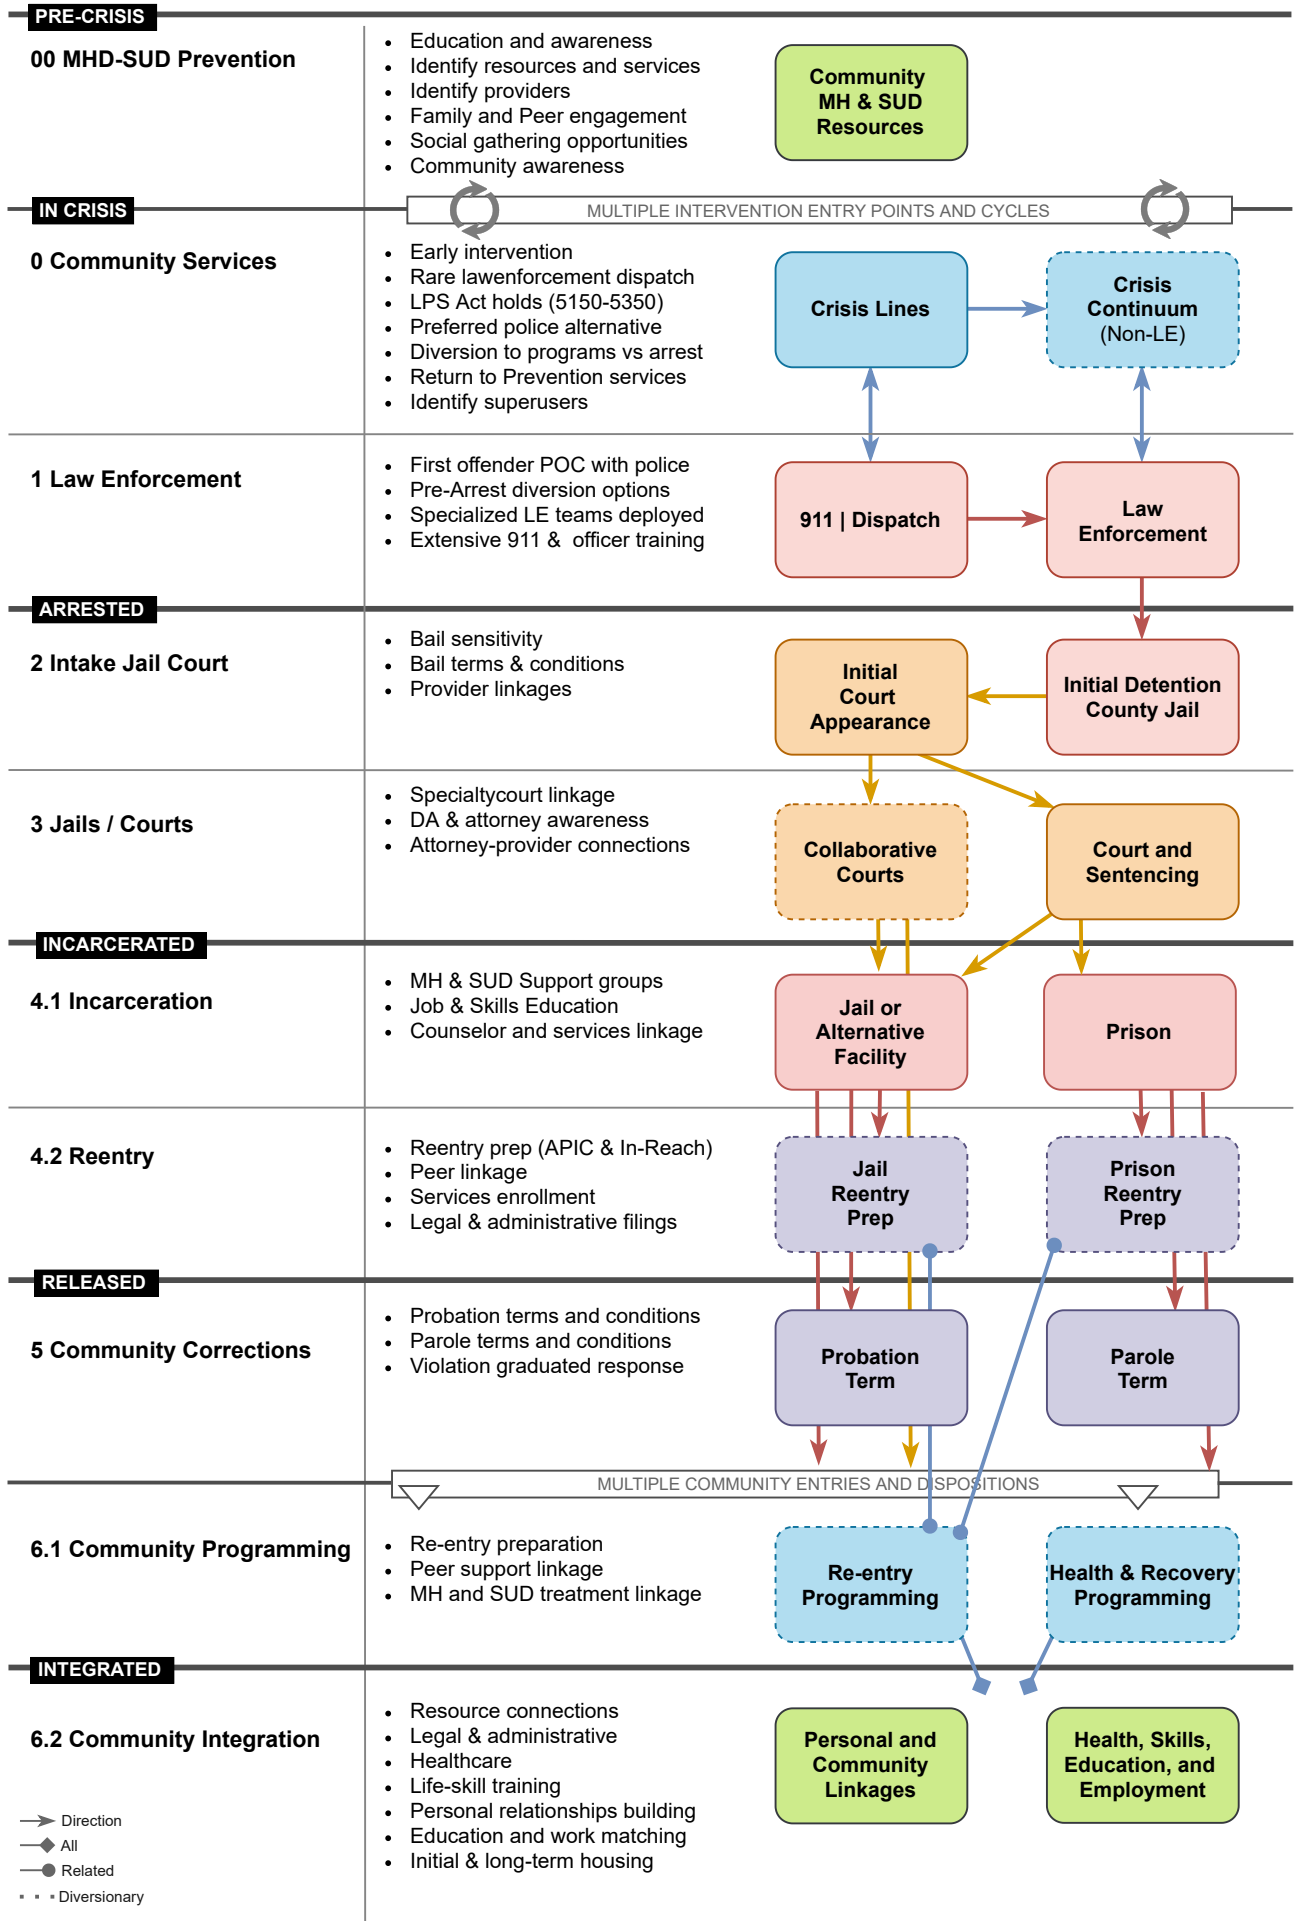 PRE-CRISIS
00 MHD-SUD Prevention
• Education and awareness
• Identify resources and services
• Identify providers
• Family and Peer engagement
• Social gathering opportunities
• Community awareness
Community
MH & SUD
Resources
IN CRISIS
MULTIPLE INTERVENTION ENTRY POINTS AND CYCLES
0 Community Services
• Early intervention
• Rare lawenforcement dispatch
• LPS Act holds (5150-5350)
• Preferred police alternative
• Diversion to programs vs arrest
• Return to Prevention services
• Identify superusers
Crisis Lines
Crisis
Continuum
(Non-LE)
1 Law Enforcement
• First offender POC with police
• Pre-Arrest diversion options
• Specialized LE teams deployed
• Extensive 911 & officer training
911 | Dispatch
Law
Enforcement
ARRESTED
2 Intake Jail Court
• Bail sensitivity
• Bail terms & conditions
• Provider linkages
Initial
Court
Appearance
Initial Detention
County Jail
3 Jails / Courts
• Specialtycourt linkage
• DA & attorney awareness
• Attorney-provider connections
Collaborative
Courts
Court and
Sentencing
INCARCERATED
4.1 Incarceration
• MH & SUD Support groups
• Job & Skills Education
• Counselor and services linkage
Jail or
Alternative
Facility
Prison
4.2 Reentry
• Reentry prep (APIC & In-Reach)
• Peer linkage
• Services enrollment
• Legal & administrative filings
Jail
Reentry
Prep
Prison
Reentry
Prep
RELEASED
5 Community Corrections
• Probation terms and conditions
• Parole terms and conditions
• Violation graduated response
Probation
Term
Parole
Term
MULTIPLE COMMUNITY ENTRIES AND DISPOSITIONS
6.1 Community Programming
• Re-entry preparation
• Peer support linkage
• MH and SUD treatment linkage
Re-entry
Programming
Health & Recovery
Programming
INTEGRATED
6.2 Community Integration
• Resource connections
• Legal & administrative
• Healthcare
• Life-skill training
• Personal relationships building
• Education and work matching
• Initial & long-term housing
Personal and
Community
Linkages
Health, Skills,
Education, and
Employment
Direction
All
Related
Diversionary